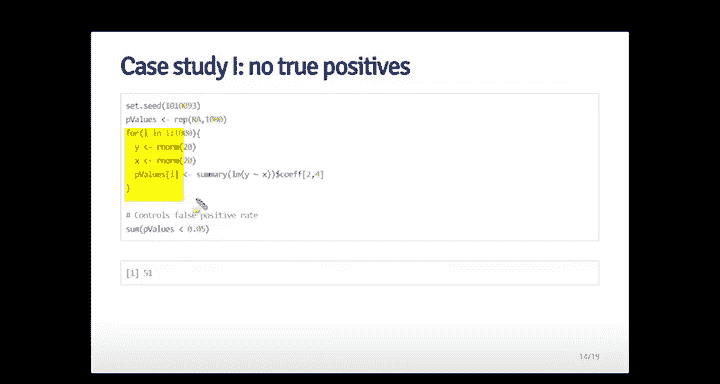 Case study I: no true positives
set.seed(1010093)
pValues <- rep(NA,1000)
for(i in 1:1000){
y <- rnorm(20)
x <- rnorm(20)
pValues[i] <- summary(lm(y ~ x))$coeff[2,4]
}
# Controls false positive rate
sum(pValues < 0.05)
[1] 51
14/19